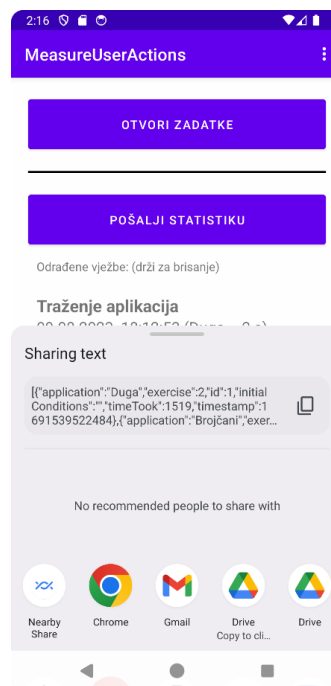 2:16
MeasureUserActions
OTVORI ZADATKE
POŠALJI STATISTIKU
Odrađene vježbe: (drži za brisanje)
Traženje aplikacija
Sharing text
[{"application":"Duga","exercise":2,"id":1,"initial
Conditions":"","timeTook":1519,"timestamp":1
691539522484},{"application":"Brojčani","exer...
No recommended people to share with
Nearby
Share
Chrome
Gmail
Drive
Copy to cli...
Drive